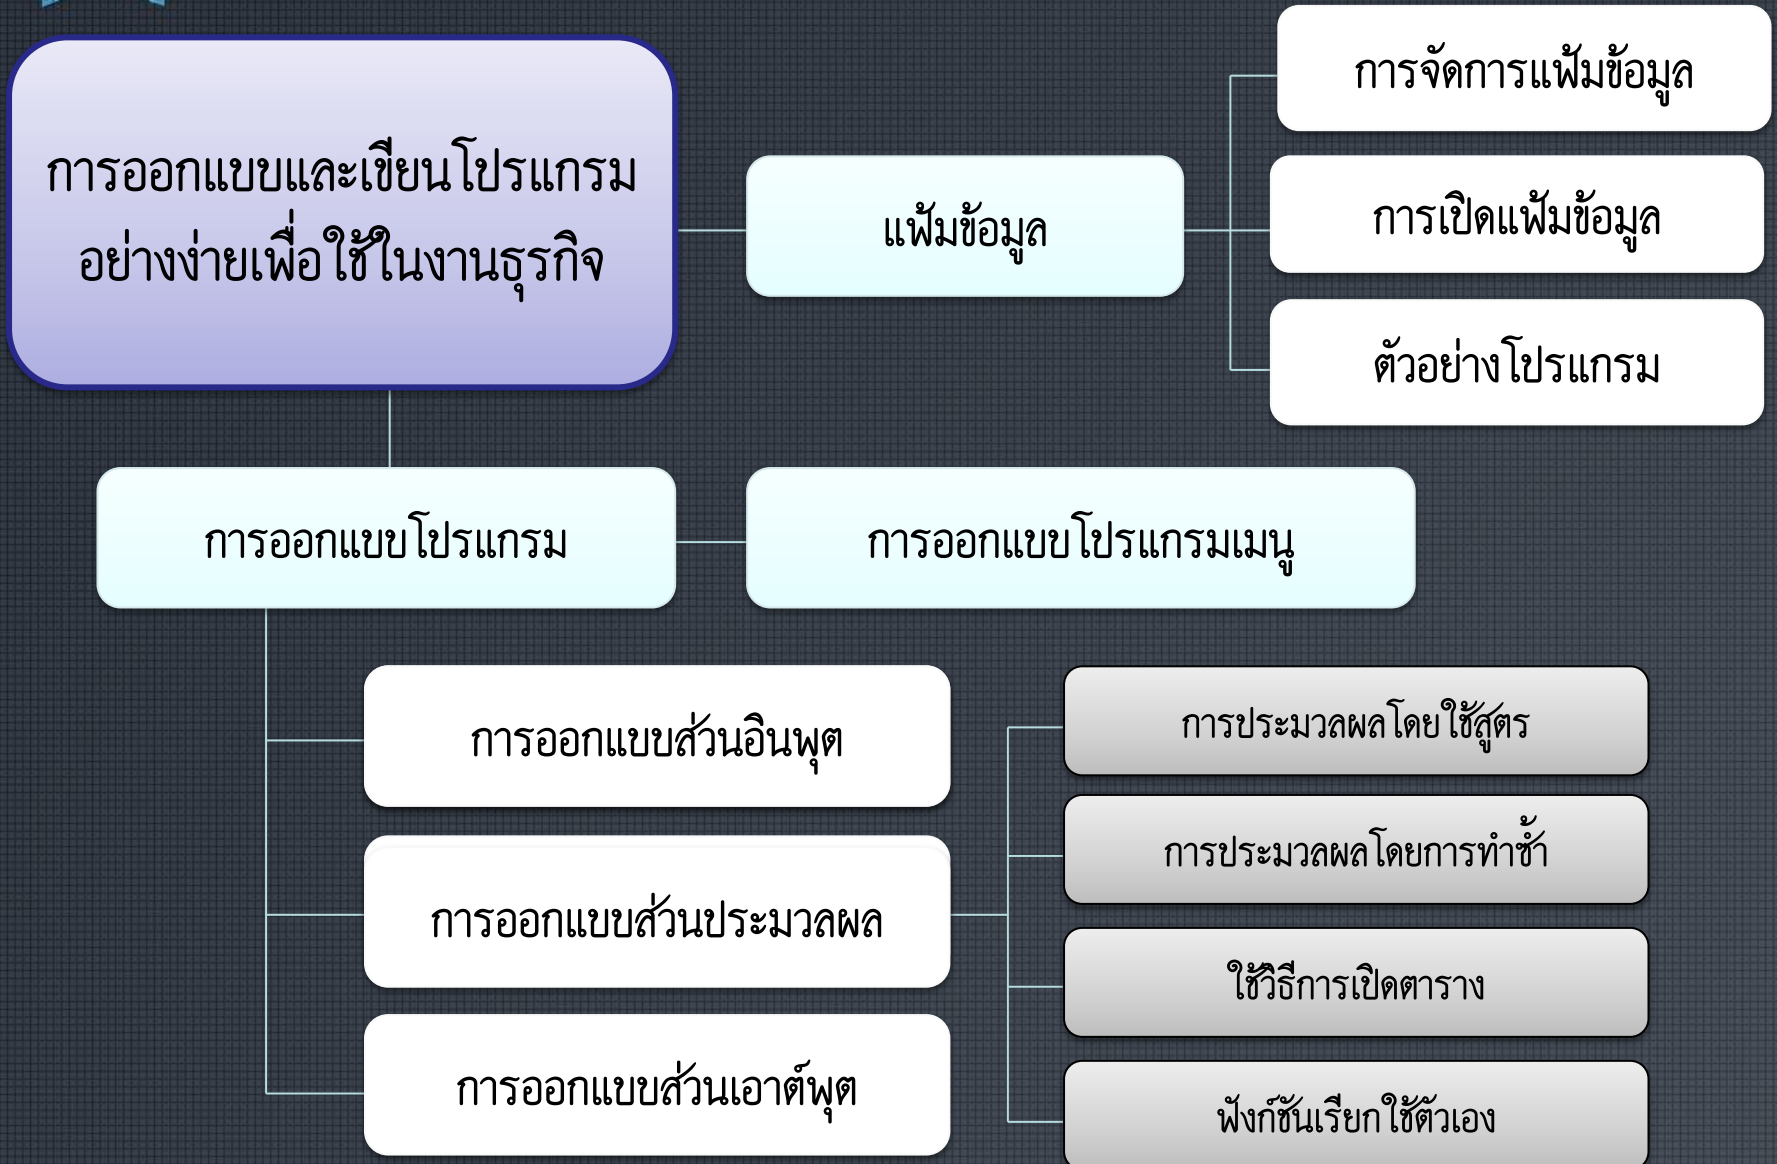 การออกแบบและเขียนโปรแกรม
อย่างง่ายเพื่อใช้ในงานธุรกิจ
แฟ้มข้อมูล
การจัดการแฟ้มข้อมูล
การเปิดแฟ้มข้อมูล
ตัวอย่างโปรแกรม
การออกแบบโปรแกรม
การออกแบบโปรแกรมเมนู
การออกแบบส่วนอินพุต
การออกแบบส่วนประมวลผล
การออกแบบส่วนเอาต์พุต
การประมวลผลโดยใช้สูตร
การประมวลผลโดยการทำซ้ำ
ใช้วิธีการเปิดตาราง
ฟังก์ชันเรียกใช้ตัวเอง